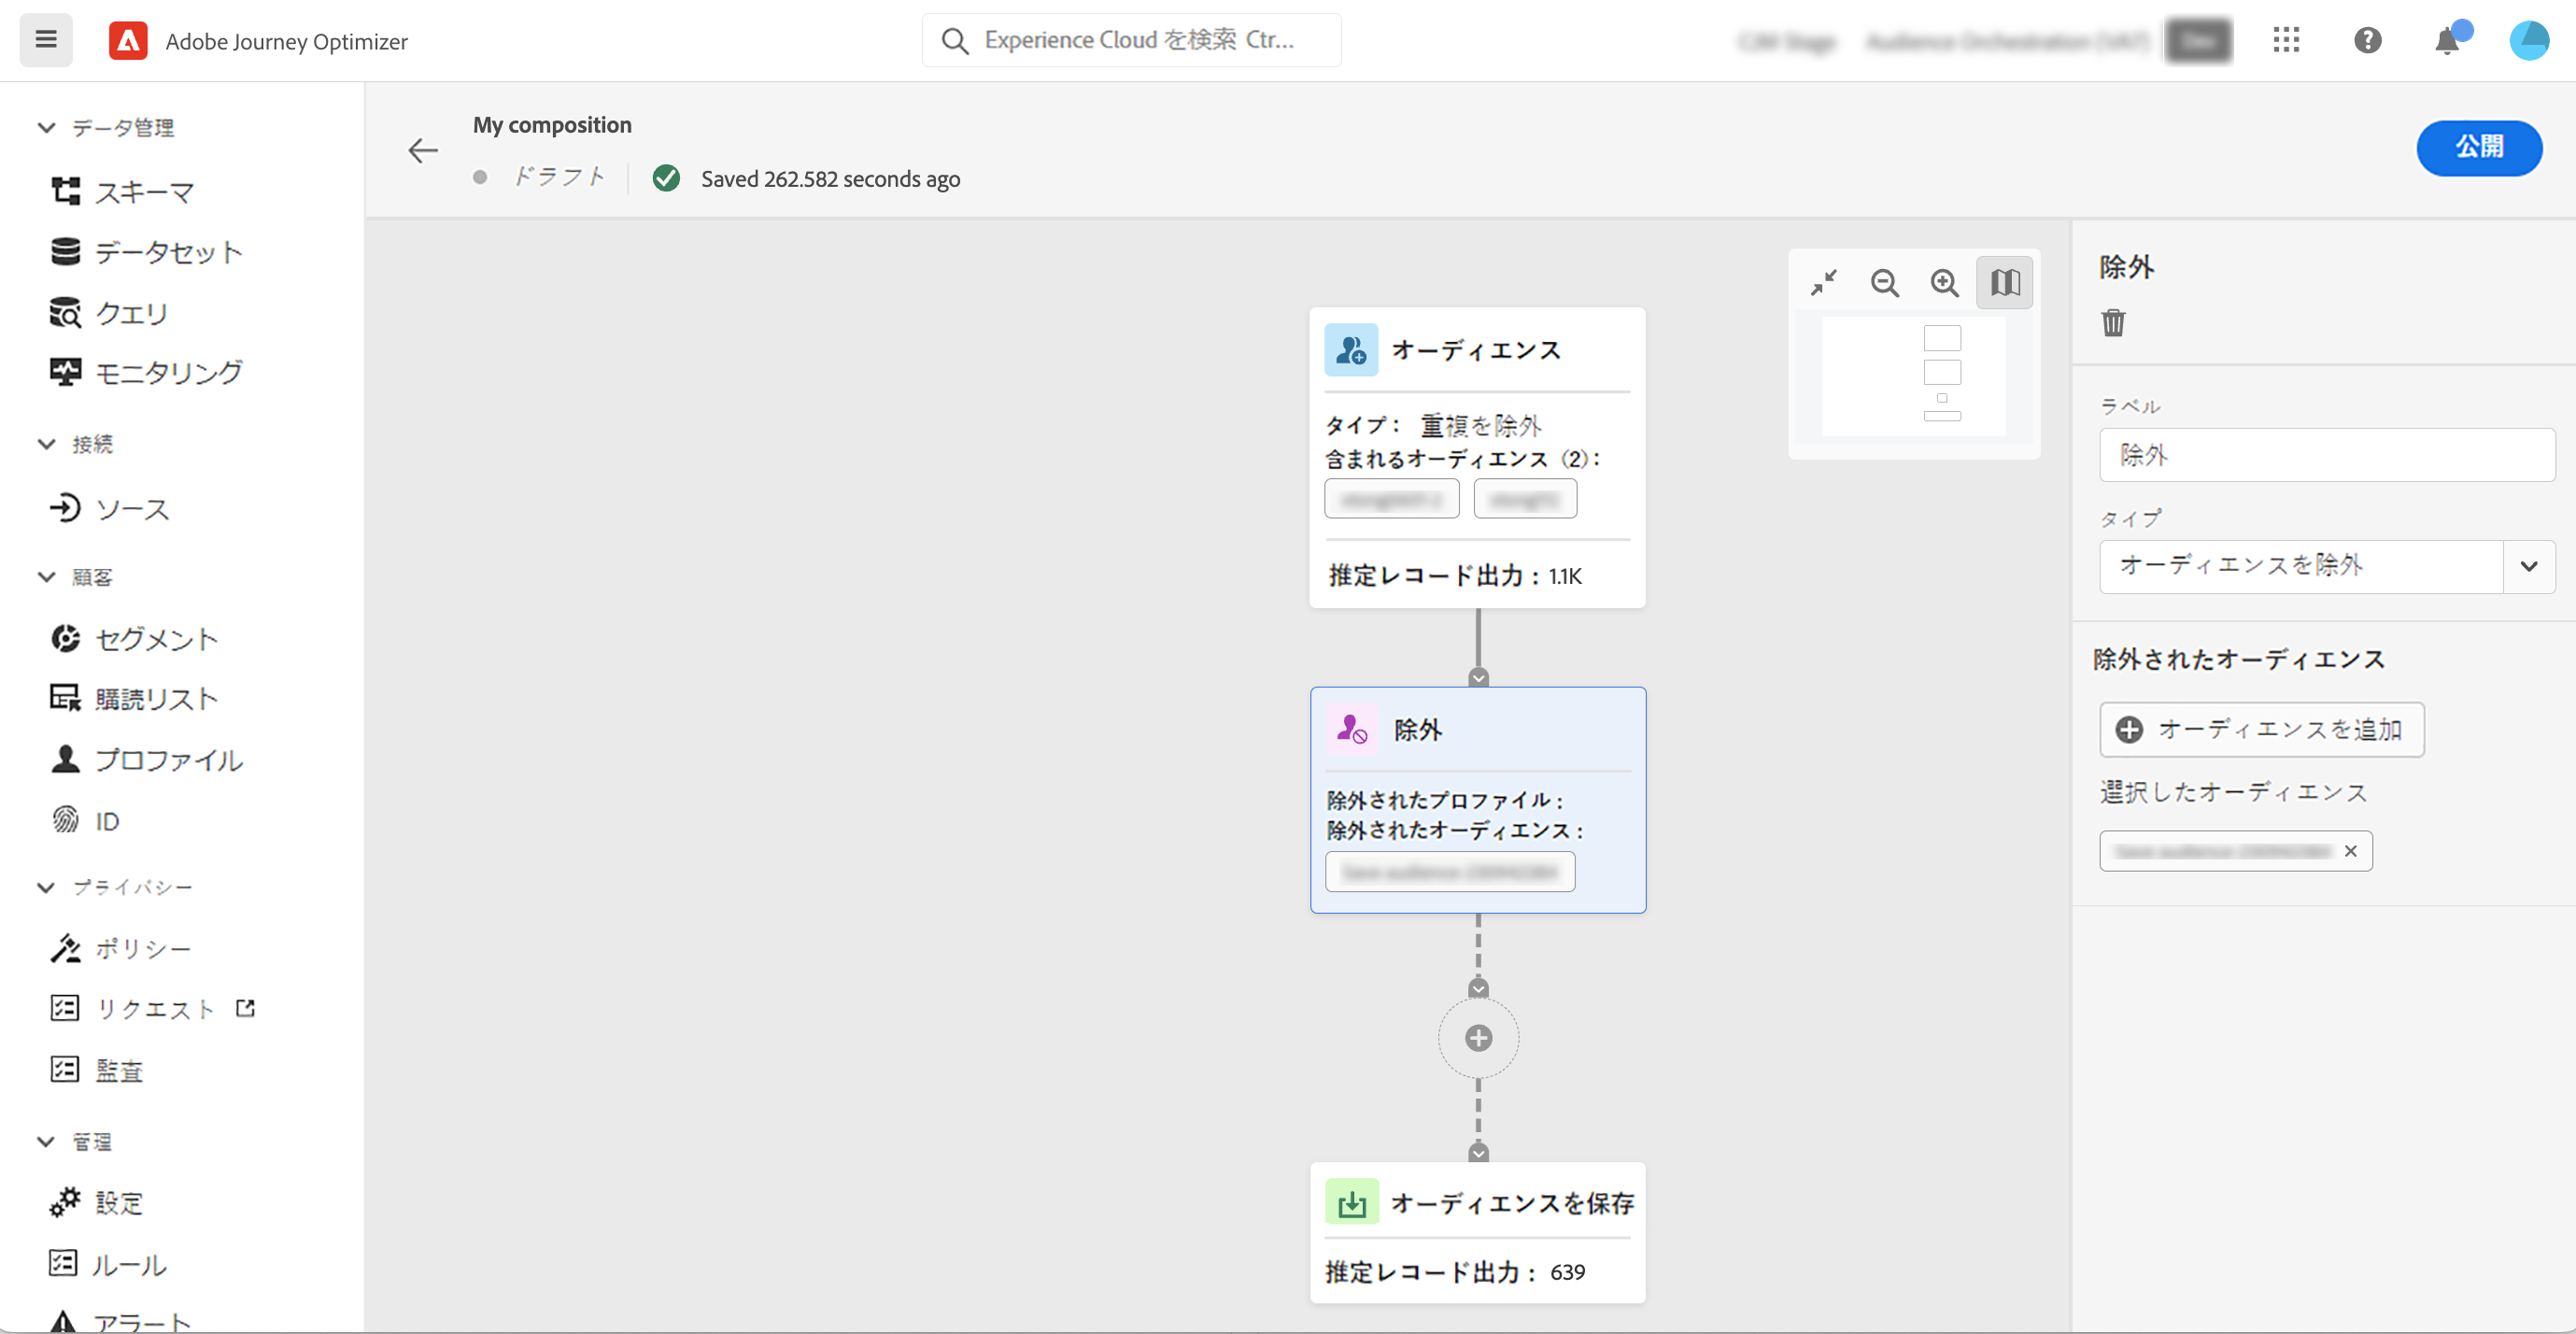 Adobe Journey Optimizer
Experience Cloud を検索 Ctr...
データ管理
スキーマ
データセット
クエリ
モニタリング
接続
ソース
顧客
セグメント
購読リスト
プロファイル
ID
プライバシー
ポリシー
リクエスト
監査
管理
設定
ルール
アラート
My composition
ドラフト
Saved 262.582 seconds ago
公開
オーディエンス
タイプ： 重複を除外
含まれるオーディエンス（2）：
推定レコード出力： 1.1K
除外
除外されたプロファイル：
除外されたオーディエンス：
オーディエンスを保存
推定レコード出力： 639
除外
ラベル
除外
タイプ
オーディエンスを除外
除外されたオーディエンス
オーディエンスを追加
選択したオーディエンス